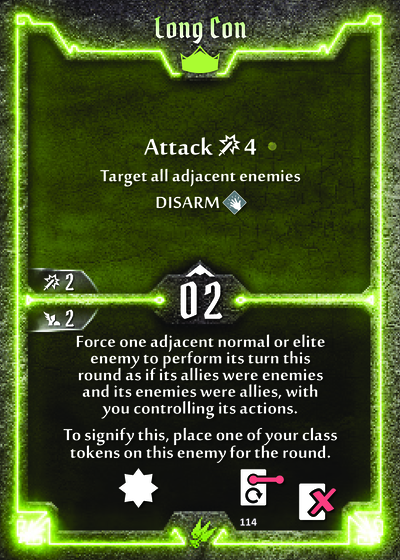 Long Con
Attack 4
Target all adjacent enemies
DISARM
2
02
2
Force one adjacent normal or elite
enemy to perform its turn this
round as if its allies were enemies
and its enemies were allies, with
you controlling its actions.
To signify this, place one of your class
tokens on this enemy for the round.
114